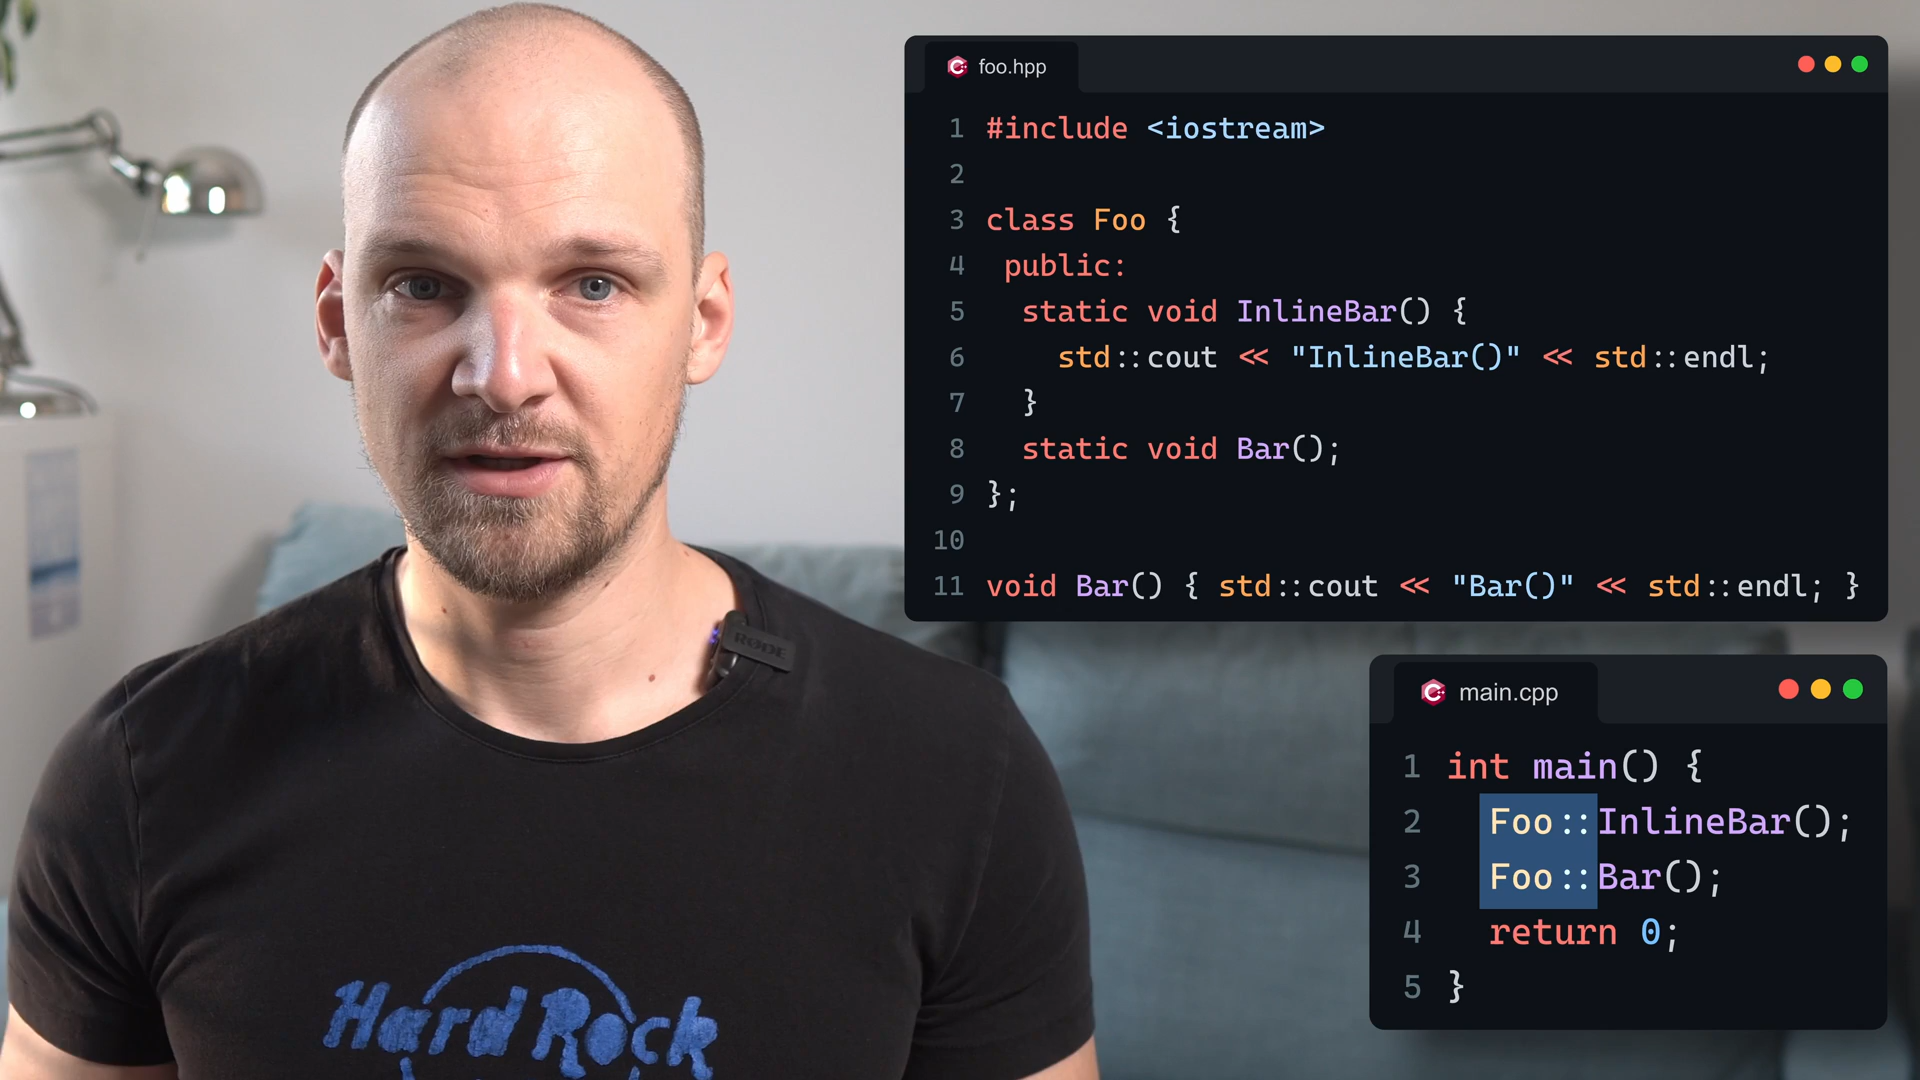 foo.hpp
1 #include <iostream>
2
3 class Foo {
4  public:
5   static void InlineBar() {
6     std::cout << "InlineBar()" << std::endl;
7   }
8   static void Bar();
9 };
10
11 void Bar() { std::cout << "Bar()" << std::endl; }
RØDE
main.cpp
1 int main() {
2   Foo::InlineBar();
3   Foo::Bar();
4   return 0;
5 }
Hard Rock